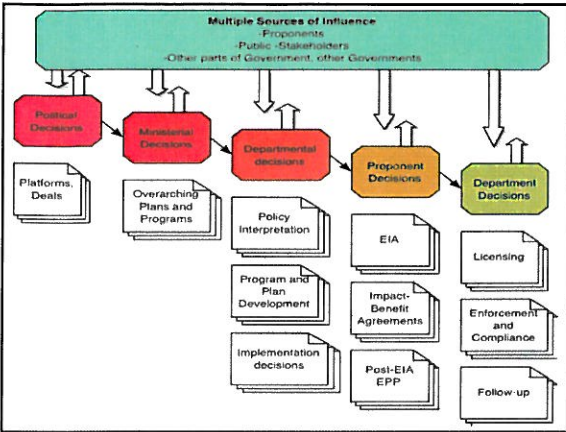 Multiple Sources of Influence
-Proponents
-Public -Stakeholders
-Other parts of Government, other Governments
Political
Decisions
Ministerial
Decisions
Departmental
decisions
Proponent
Decisions
Department
Decisions
Platforms,
Deals
Overarching
Plans and
Programs
Policy
Interpretation
Program and
Plan
Development
Implementation
decisions
EIA
Impact-
Benefit
Agreements
Post-EIA
EPP
Licensing
Enforcement
and
Compliance
Follow-up